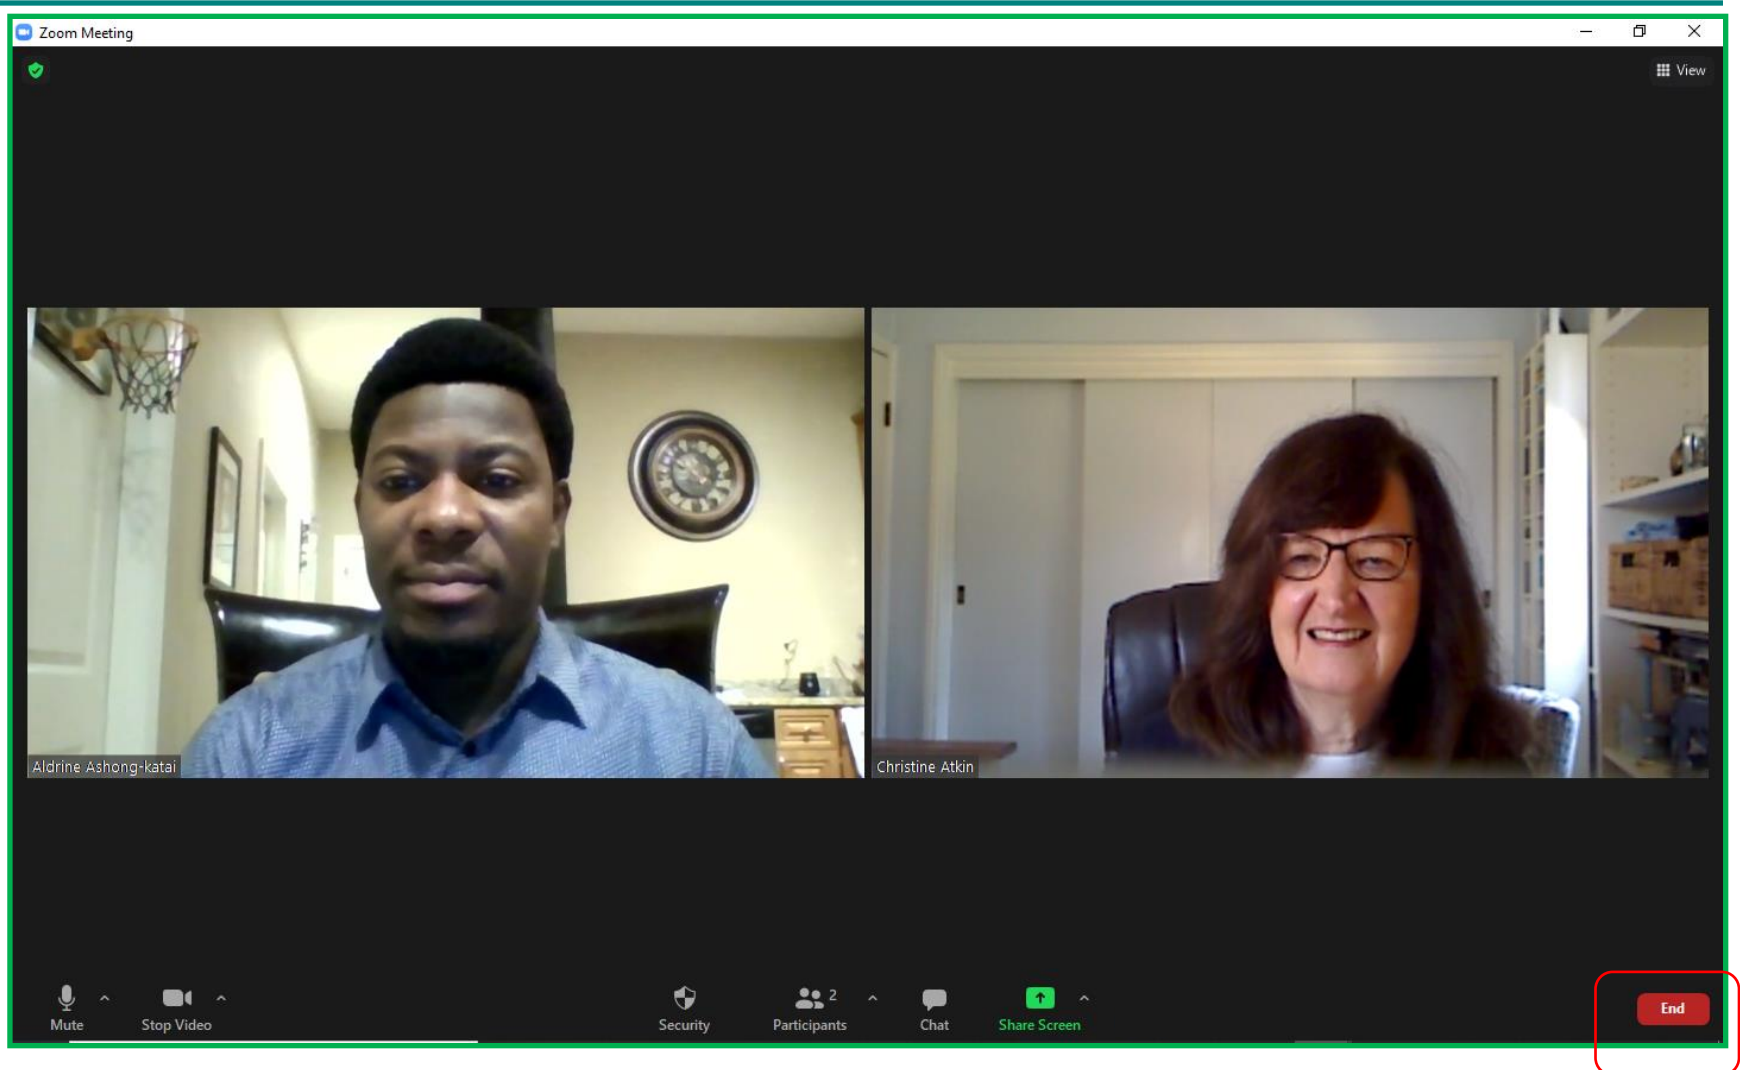 Zoom Meeting
View
Aldrine Ashong-katai
Christine Atkin
Mute
Stop Video
Security
Participants
2
Chat
Share Screen
End